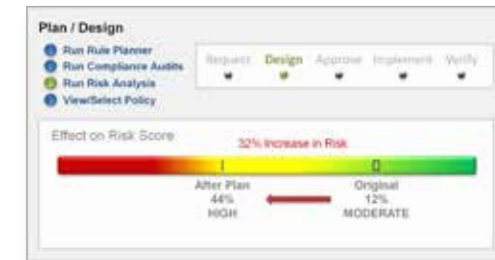 Plan / Design
Run Rule Planner
Run Compliance Audits
Run Risk Analysis
View/Select Policy
Request Design Approve Implement Verify
Effect on Risk Score
32% Increase in Risk
After Plan Original
44% 12%
HIGH MODERATE